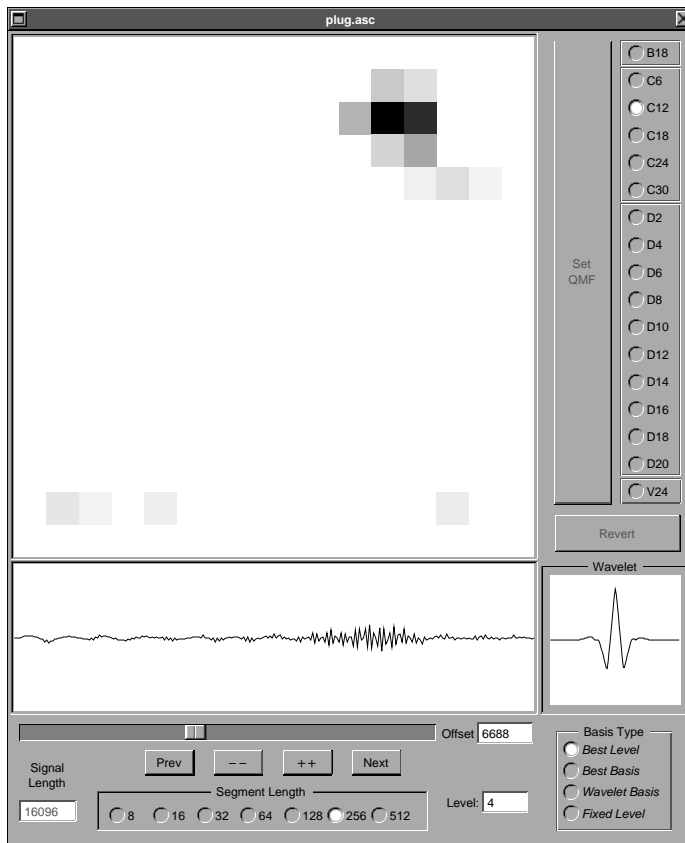 plug.asc
B18
C6
C12
C18
C24
C30
D2
D4
D6
D8
D10
D12
D14
D16
D18
D20
V24
Set
QMF
Revert
Wavelet
Offset 6688
Prev -- ++ Next
Signal
Length
16096
Segment Length
8 16 32 64 128 256 512
Level: 4
Basis Type
Best Level
Best Basis
Wavelet Basis
Fixed Level